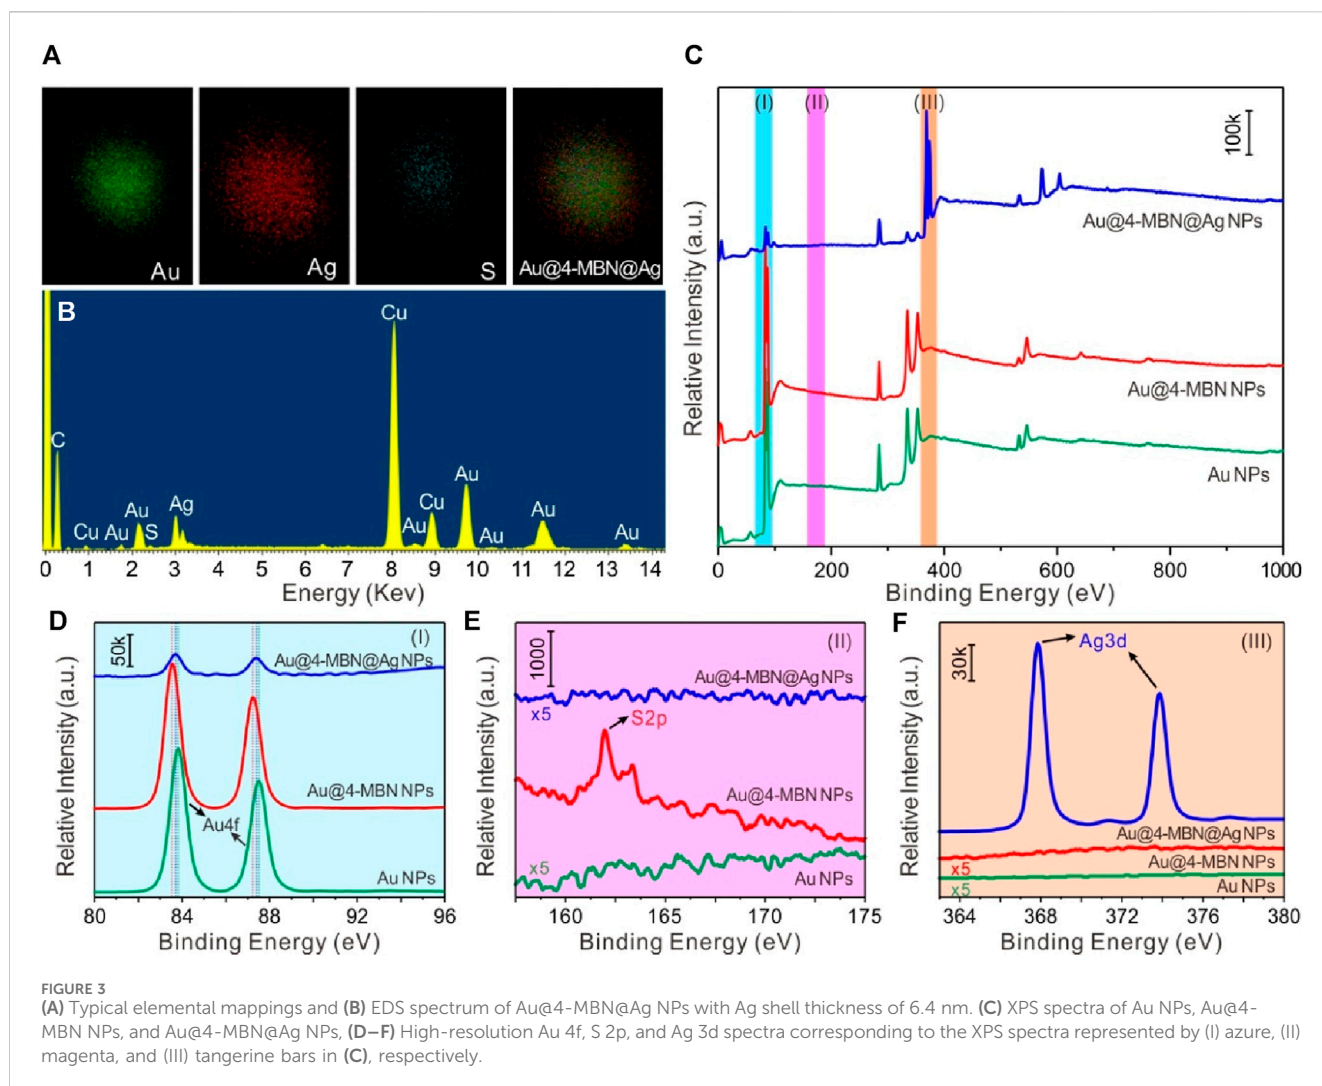 A
Au
Ag
S
Au@4-MBN@Ag
B
C
Cu
Au
Au
S
Ag
Cu
Au
Cu
Au
Au
Au
Au
0 1 2 3 4 5 6 7 8 9 10 11 12 13 14
Energy (Kev)
C
(I)
(II)
(III)
100k
Au@4-MBN@Ag NPs
Au@4-MBN NPs
Au NPs
Relative Intensity (a.u.)
0 200 400 600 800 1000
Binding Energy (eV)
D
50k
(I)
Au@4-MBN@Ag NPs
Au@4-MBN NPs
Au4f
Au NPs
Relative Intensity (a.u.)
80 84 88 92 96
Binding Energy (eV)
E
1000
(II)
Au@4-MBN@Ag NPs
x5
S2p
Au@4-MBN NPs
x5
Au NPs
Relative Intensity (a.u.)
160 165 170 175
Binding Energy (eV)
F
30k
Ag3d
(III)
Au@4-MBN@Ag NPs
x5
Au@4-MBN NPs
x5
Au NPs
Relative Intensity (a.u.)
364 368 372 376 380
Binding Energy (eV)
FIGURE 3
(A) Typical elemental mappings and (B) EDS spectrum of Au@4-MBN@Ag NPs with Ag shell thickness of 6.4 nm. (C) XPS spectra of Au NPs, Au@4-
MBN NPs, and Au@4-MBN@Ag NPs, (D–F) High-resolution Au 4f, S 2p, and Ag 3d spectra corresponding to the XPS spectra represented by (I) azure, (II)
magenta, and (III) tangerine bars in (C), respectively.